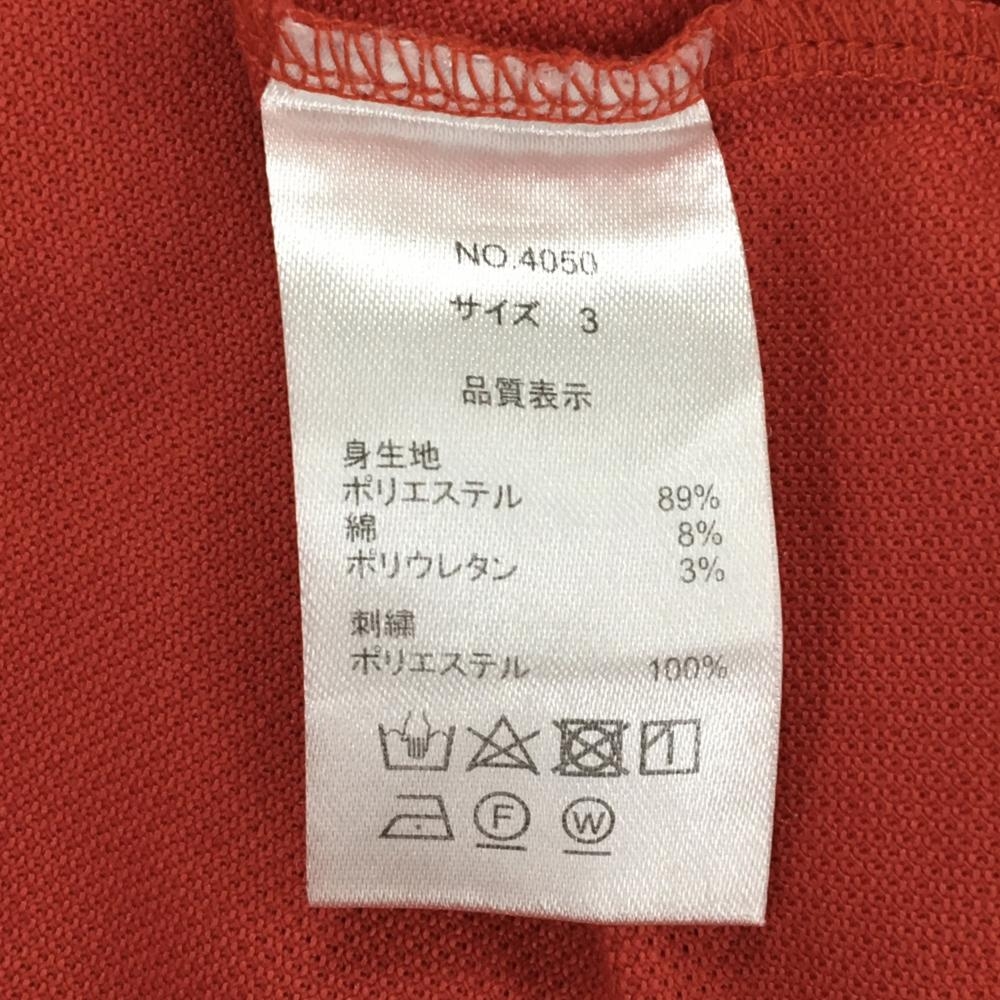 NO.4050
サイズ 3
品質表示
身生地
ポリエステル 89%
綿 8%
ポリウレタン 3%
刺繍
ポリエステル 100%
F W